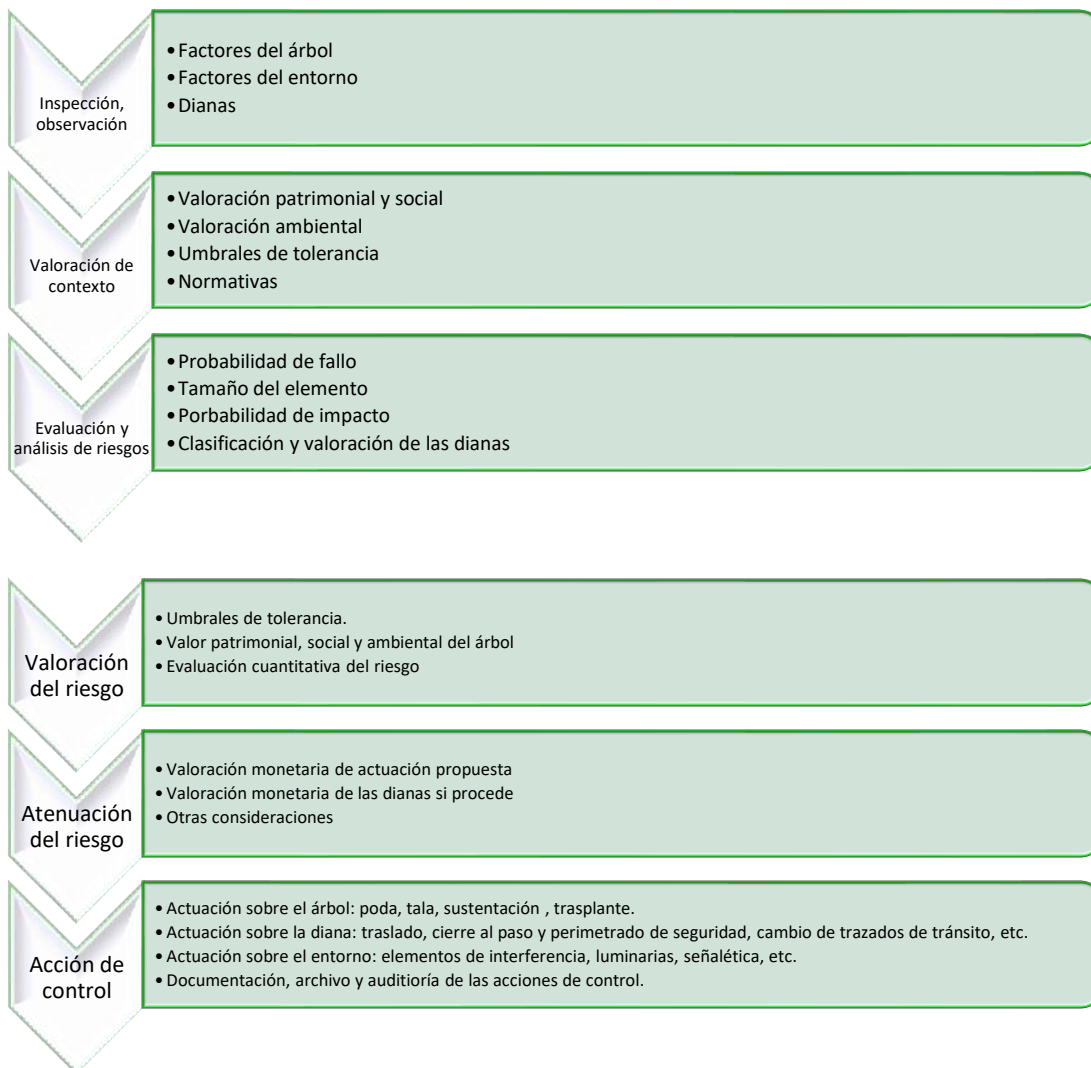 Inspección,
observación
•Factores del árbol
•Factores del entorno
•Dianas
Valoración de
contexto
•Valoración patrimonial y social
•Valoración ambiental
•Umbrales de tolerancia
•Normativas
Evaluación y
análisis de riesgos
•Probabilidad de fallo
•Tamaño del elemento
•Porbabilidad de impacto
•Clasificación y valoración de las dianas
Valoración
del riesgo
•Umbrales de tolerancia.
•Valor patrimonial, social y ambiental del árbol
•Evaluación cuantitativa del riesgo
Atenuación
del riesgo
•Valoración monetaria de actuación propuesta
•Valoración monetaria de las dianas si procede
•Otras consideraciones
Acción de
control
•Actuación sobre el árbol: poda, tala, sustentación , trasplante.
•Actuación sobre la diana: traslado, cierre al paso y perimetrado de seguridad, cambio de trazados de tránsito, etc.
•Actuación sobre el entorno: elementos de interferencia, luminarias, señalética, etc.
•Documentación, archivo y auditioría de las acciones de control.